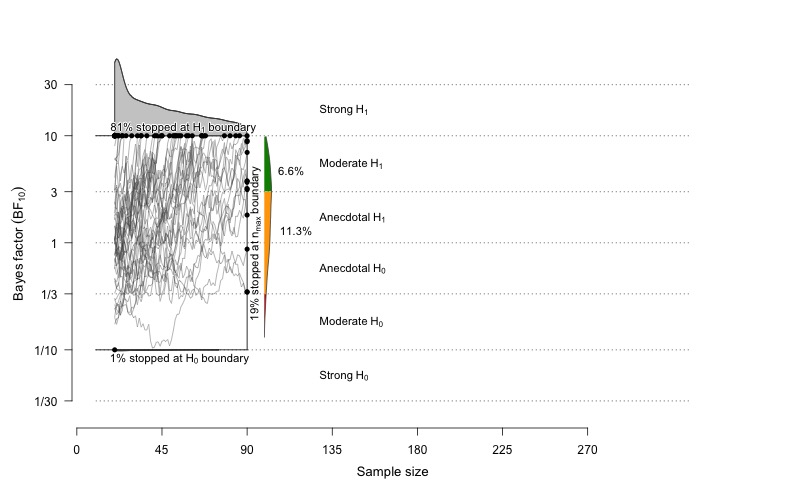 30
Strong H1
81% stopped at H1 boundary
10
Moderate H1
6.6%
3
Anecdotal H1
11.3%
1
Anecdotal H0
19% stopped at nmax boundary
1/3
Moderate H0
1/10
1% stopped at H0 boundary
Strong H0
1/30
Bayes factor (BF10)
0 45 90 135 180 225 270
Sample size